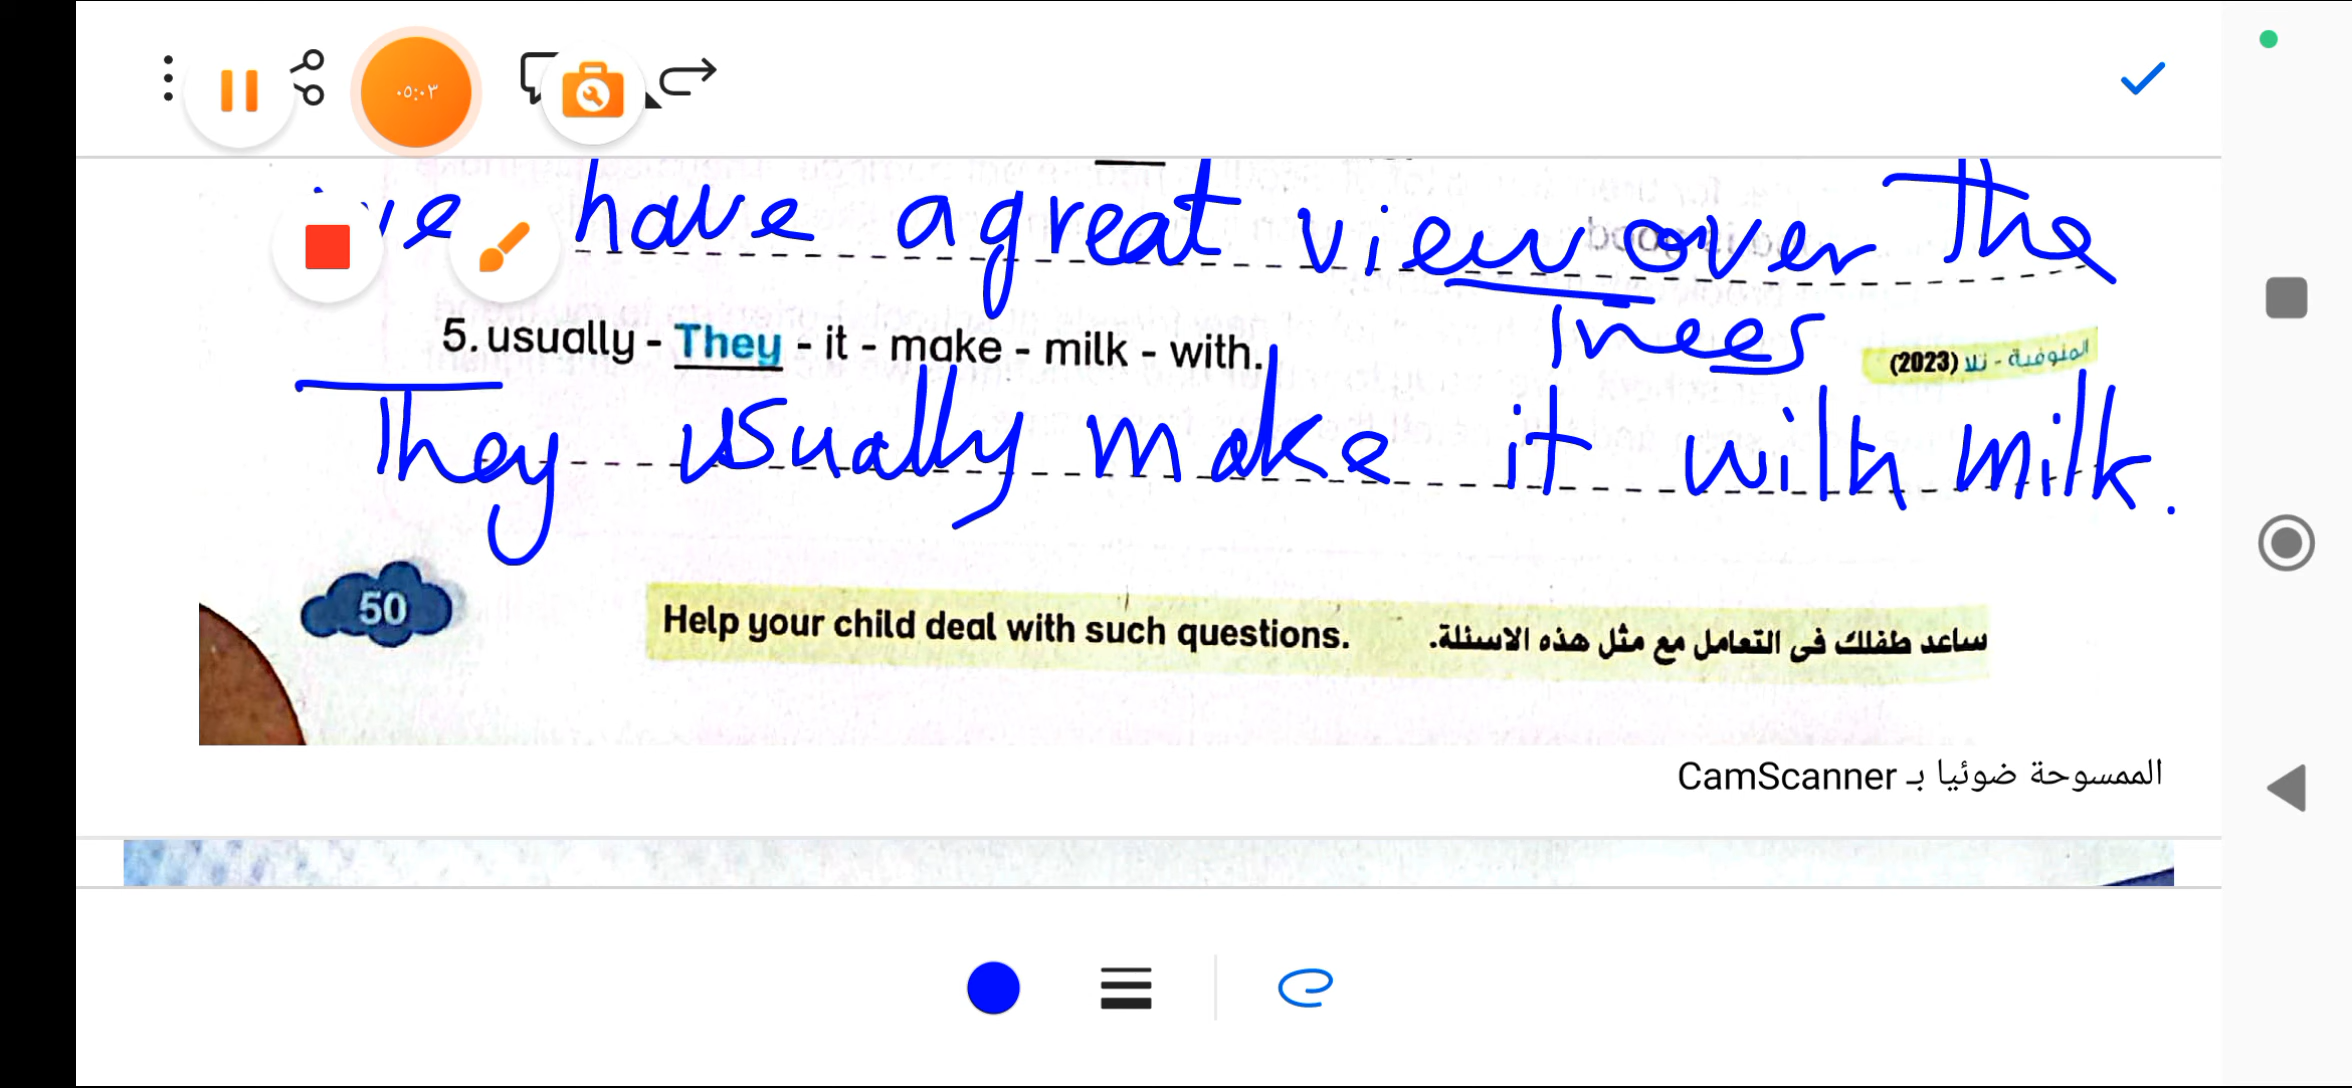 ٠٥:٠٣
have a great view over the
trees
5. usually - They - it - make - milk - with.
المنوفية - تلا (2023)
They usually make it with milk.
50
Help your child deal with such questions.
ساعد طفلك فى التعامل مع مثل هذه الاسئلة.
الممسوحة ضوئيا بـ CamScanner